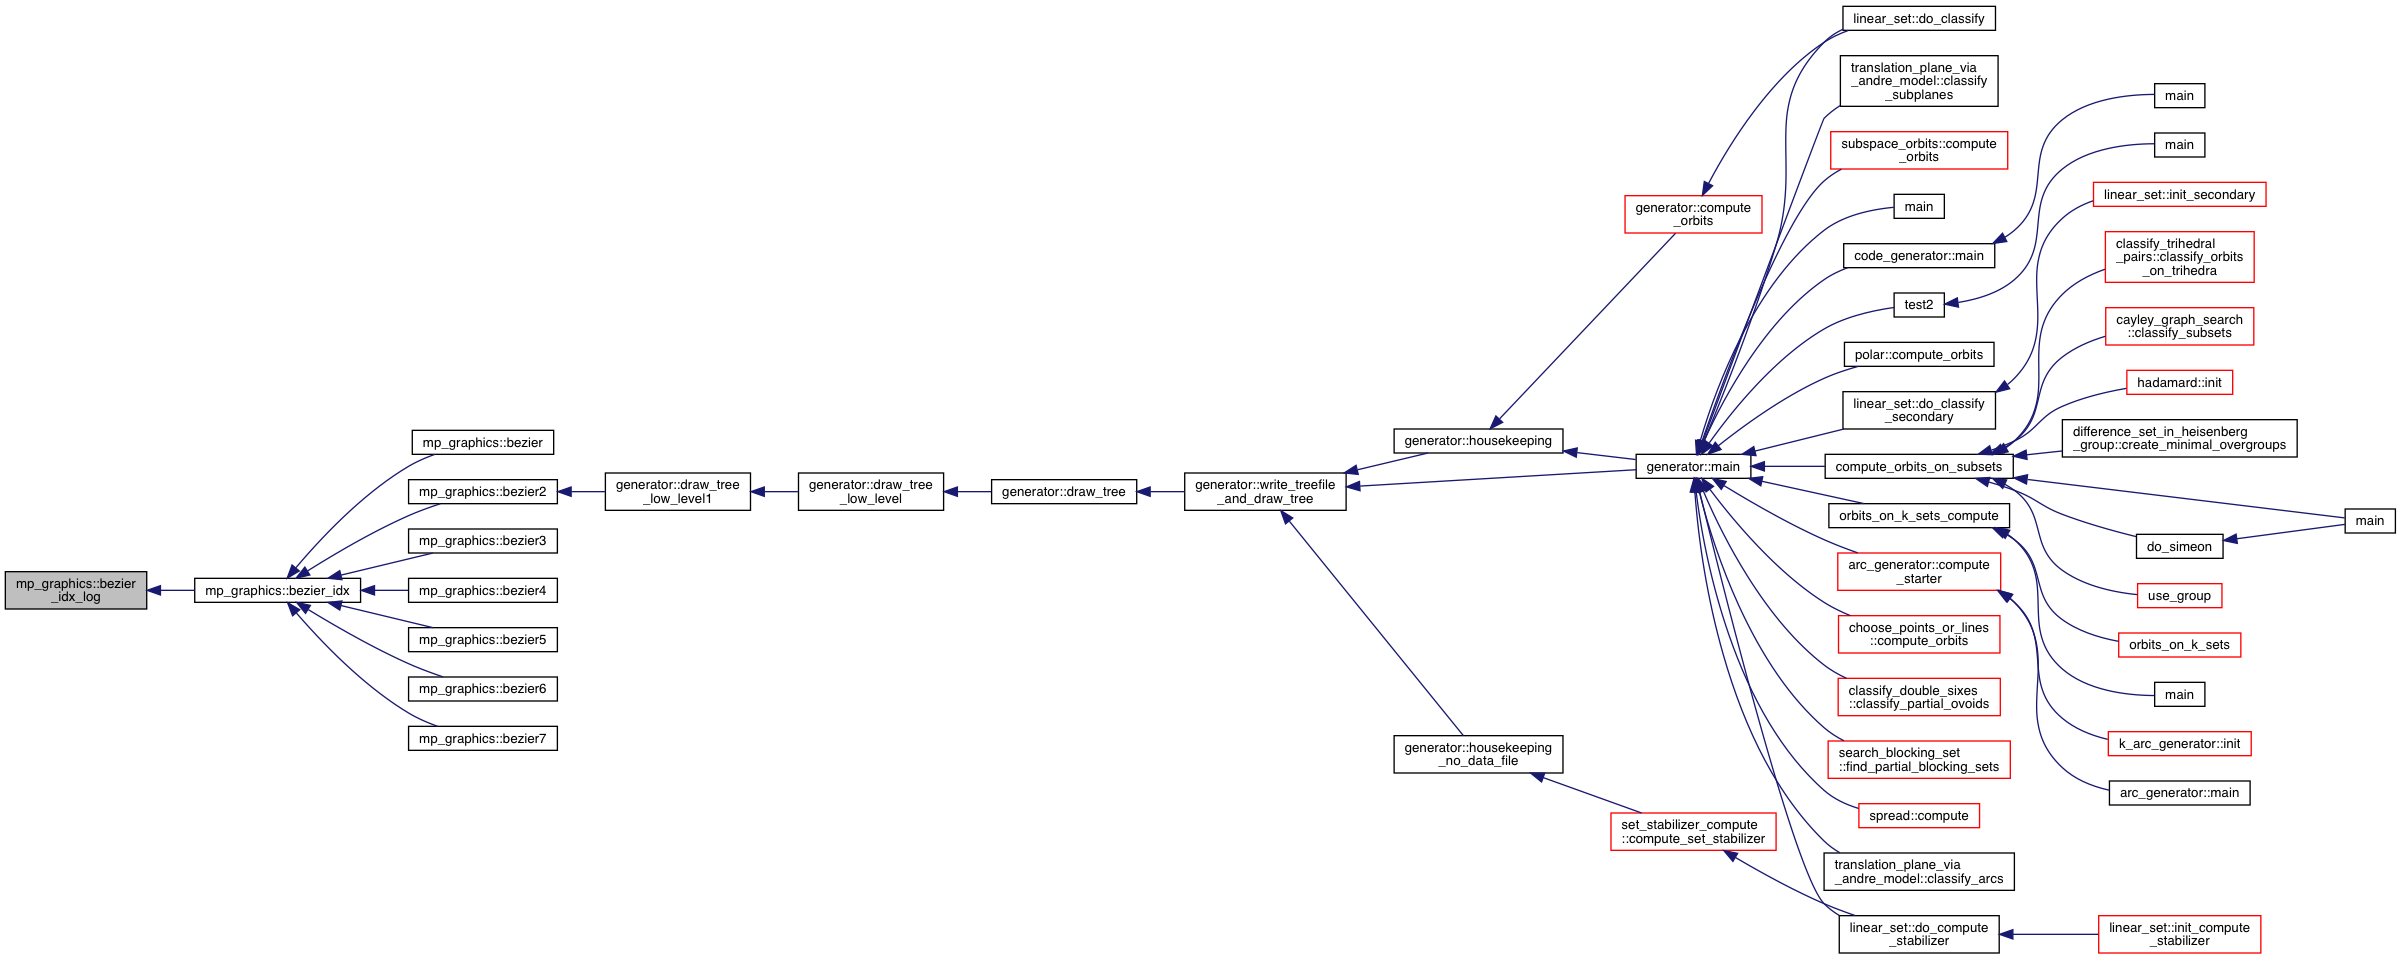 mp_graphics::bezier
_idx_log
mp_graphics::bezier_idx
mp_graphics::bezier
mp_graphics::bezier2
mp_graphics::bezier3
mp_graphics::bezier4
mp_graphics::bezier5
mp_graphics::bezier6
mp_graphics::bezier7
generator::draw_tree
_low_level1
generator::draw_tree
_low_level
generator::draw_tree
generator::write_treefile
_and_draw_tree
generator::housekeeping
generator::housekeeping
_no_data_file
generator::compute
_orbits
generator::main
set_stabilizer_compute
::compute_set_stabilizer
linear_set::do_classify
translation_plane_via
_andre_model::classify
_subplanes
subspace_orbits::compute
_orbits
main
code_generator::main
test2
polar::compute_orbits
linear_set::do_classify
_secondary
compute_orbits_on_subsets
orbits_on_k_sets_compute
arc_generator::compute
_starter
choose_points_or_lines
::compute_orbits
classify_double_sixes
::classify_partial_ovoids
search_blocking_set
::find_partial_blocking_sets
spread::compute
translation_plane_via
_andre_model::classify_arcs
linear_set::do_compute
_stabilizer
main
main
linear_set::init_secondary
classify_trihedral
_pairs::classify_orbits
_on_trihedra
cayley_graph_search
::classify_subsets
hadamard::init
difference_set_in_heisenberg
_group::create_minimal_overgroups
do_simeon
use_group
orbits_on_k_sets
main
k_arc_generator::init
arc_generator::main
linear_set::init_compute
_stabilizer
main